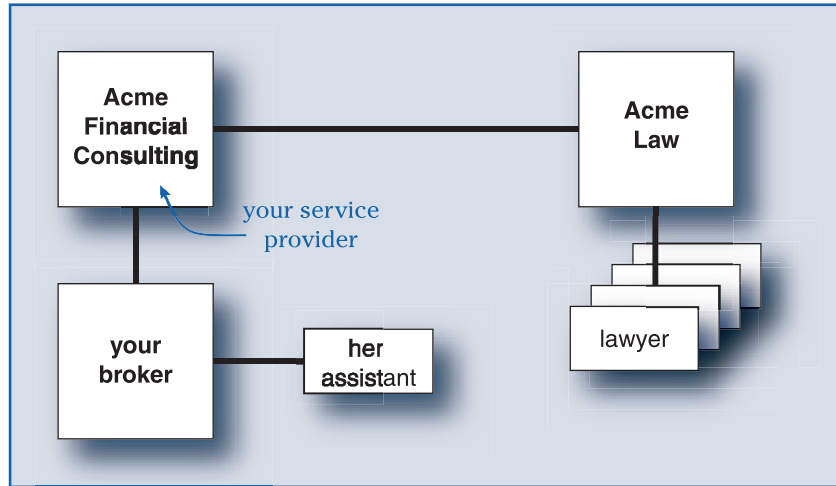 Acme
Financial
Consulting
Acme
Law
your service
provider
your
broker
her
assistant
lawyer